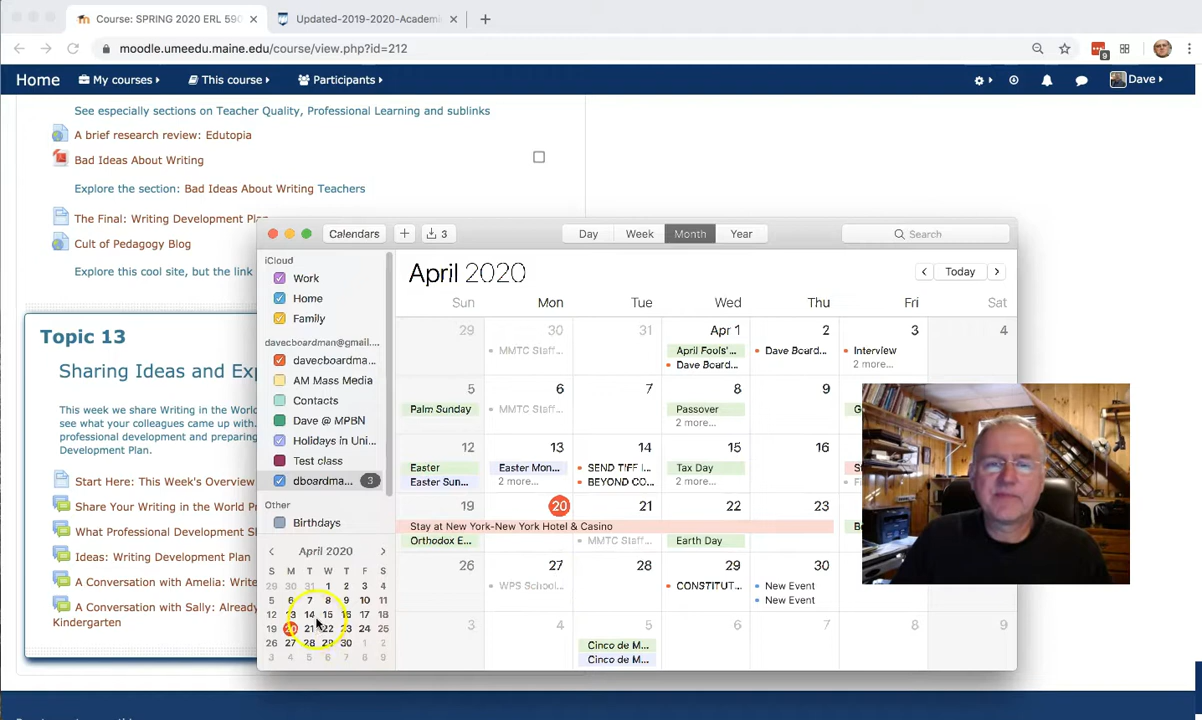 Course: SPRING 2020 ERL 590
Updated-2019-2020-Academi
moodle.umeedu.maine.edu/course/view.php?id=212
9
Home My courses This course Participants Dave
See especially sections on Teacher Quality, Professional Learning and sublinks
A brief research review: Edutopia
Bad Ideas About Writing
Explore the section: Bad Ideas About Writing Teachers
The Final: Writing Development Plan
Cult of Pedagogy Blog
Explore this cool site, but the link
Topic 13
Sharing Ideas and Exp
This week we share Writing in the World
see what your colleagues came up with.
professional development and preparing
Development Plan.
Start Here: This Week's Overview
Share Your Writing in the World Pr
What Professional Development S
Ideas: Writing Development Plan
A Conversation with Amelia: Write
A Conversation with Sally: Already
Kindergarten
Calendars + 3 Day Week Month Year Search
iCloud
Work
Home
Family
davecboardman@gmail....
davecboardma...
AM Mass Media
Contacts
Dave @ MPBN
Holidays in Uni...
Test class
dboardma... 3
Other
Birthdays
April 2020
S M T W T F S
29 30 31 1 2 3 4
5 6 7 8 9 10 11
12 13 14 15 16 17 18
19 20 21 22 23 24 25
26 27 28 29 30 1 2
3 4 5 6 7 8 9
April 2020
Today
Sun Mon Tue Wed Thu Fri Sat
29 30 31 Apr 1 2 3 4
MMTC Staff... April Fools'... Dave Board... Interview
Dave Board... 2 more...
5 6 7 8 9
Palm Sunday MMTC Staff... Passover G
2 more...
12 13 14 15 16
Easter Easter Mon... SEND TIFF I... Tax Day
Easter Sun... 2 more... BEYOND CO... 2 more...
19 20 21 22 23
Stay at New York-New York Hotel & Casino
Orthodox E... MMTC Staff... Earth Day
26 27 28 29 30
WPS School... CONSTITUT... New Event
New Event
3 4 5 6 7 8 9
Cinco de M...
Cinco de M...